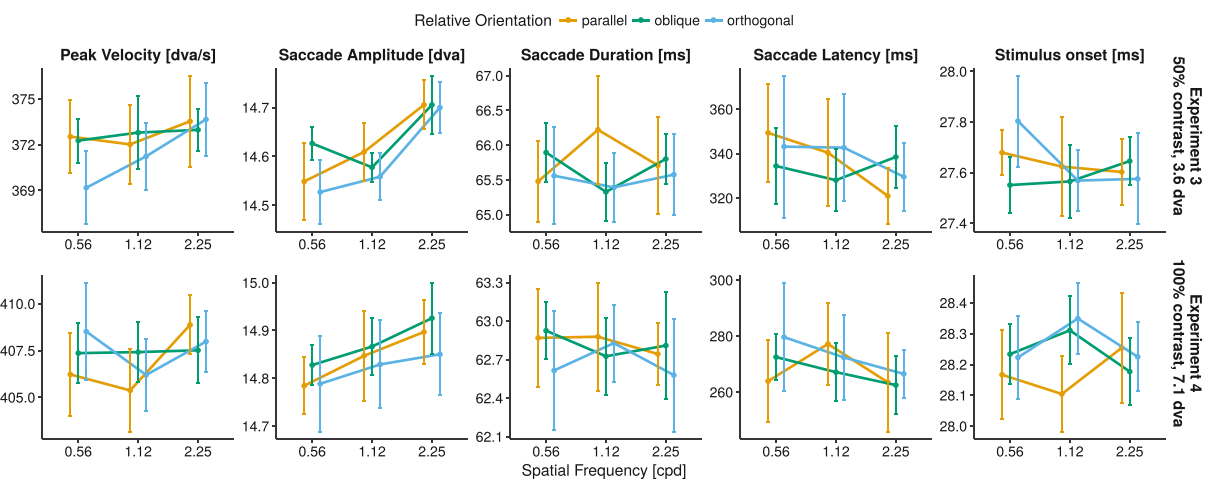 Relative Orientation parallel oblique orthogonal
Peak Velocity [dva/s] Saccade Amplitude [dva] Saccade Duration [ms] Saccade Latency [ms] Stimulus onset [ms]
375
372
369
0.56 1.12 2.25
14.7
14.6
14.5
0.56 1.12 2.25
67.0
66.5
66.0
65.5
65.0
0.56 1.12 2.25
360
340
320
0.56 1.12 2.25
28.0
27.8
27.6
27.4
0.56 1.12 2.25
Experiment 3
50% contrast, 3.6 dva
410.0
407.5
405.0
0.56 1.12 2.25
15.0
14.9
14.8
14.7
0.56 1.12 2.25
63.3
63.0
62.7
62.4
62.1
0.56 1.12 2.25
300
280
260
0.56 1.12 2.25
28.4
28.3
28.2
28.1
28.0
0.56 1.12 2.25
Experiment 4
100% contrast, 7.1 dva
Spatial Frequency [cpd]